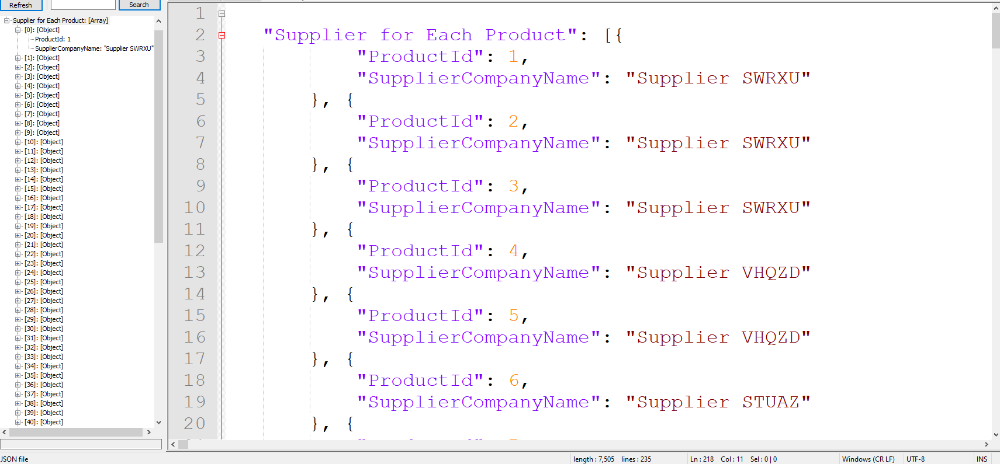 Refresh
Search
Supplier for Each Product: [Array]
[0]: [Object]
ProductId: 1
SupplierCompanyName: "Supplier SWRXU"
[1]: [Object]
[2]: [Object]
[3]: [Object]
[4]: [Object]
[5]: [Object]
[6]: [Object]
[7]: [Object]
[8]: [Object]
[9]: [Object]
[10]: [Object]
[11]: [Object]
[12]: [Object]
[13]: [Object]
[14]: [Object]
[15]: [Object]
[16]: [Object]
[17]: [Object]
[18]: [Object]
[19]: [Object]
[20]: [Object]
[21]: [Object]
[22]: [Object]
[23]: [Object]
[24]: [Object]
[25]: [Object]
[26]: [Object]
[27]: [Object]
[28]: [Object]
[29]: [Object]
[30]: [Object]
[31]: [Object]
[32]: [Object]
[33]: [Object]
[34]: [Object]
[35]: [Object]
[36]: [Object]
[37]: [Object]
[38]: [Object]
[39]: [Object]
[40]: [Object]
1
2 "Supplier for Each Product": [{
3 "ProductId": 1,
4 "SupplierCompanyName": "Supplier SWRXU"
5 }, {
6 "ProductId": 2,
7 "SupplierCompanyName": "Supplier SWRXU"
8 }, {
9 "ProductId": 3,
10 "SupplierCompanyName": "Supplier SWRXU"
11 }, {
12 "ProductId": 4,
13 "SupplierCompanyName": "Supplier VHQZD"
14 }, {
15 "ProductId": 5,
16 "SupplierCompanyName": "Supplier VHQZD"
17 }, {
18 "ProductId": 6,
19 "SupplierCompanyName": "Supplier STUAZ"
20 }, {
JSON file length : 7,505 lines : 235 Ln : 218 Col : 11 Sel : 0 | 0 Windows (CR LF) UTF-8 INS